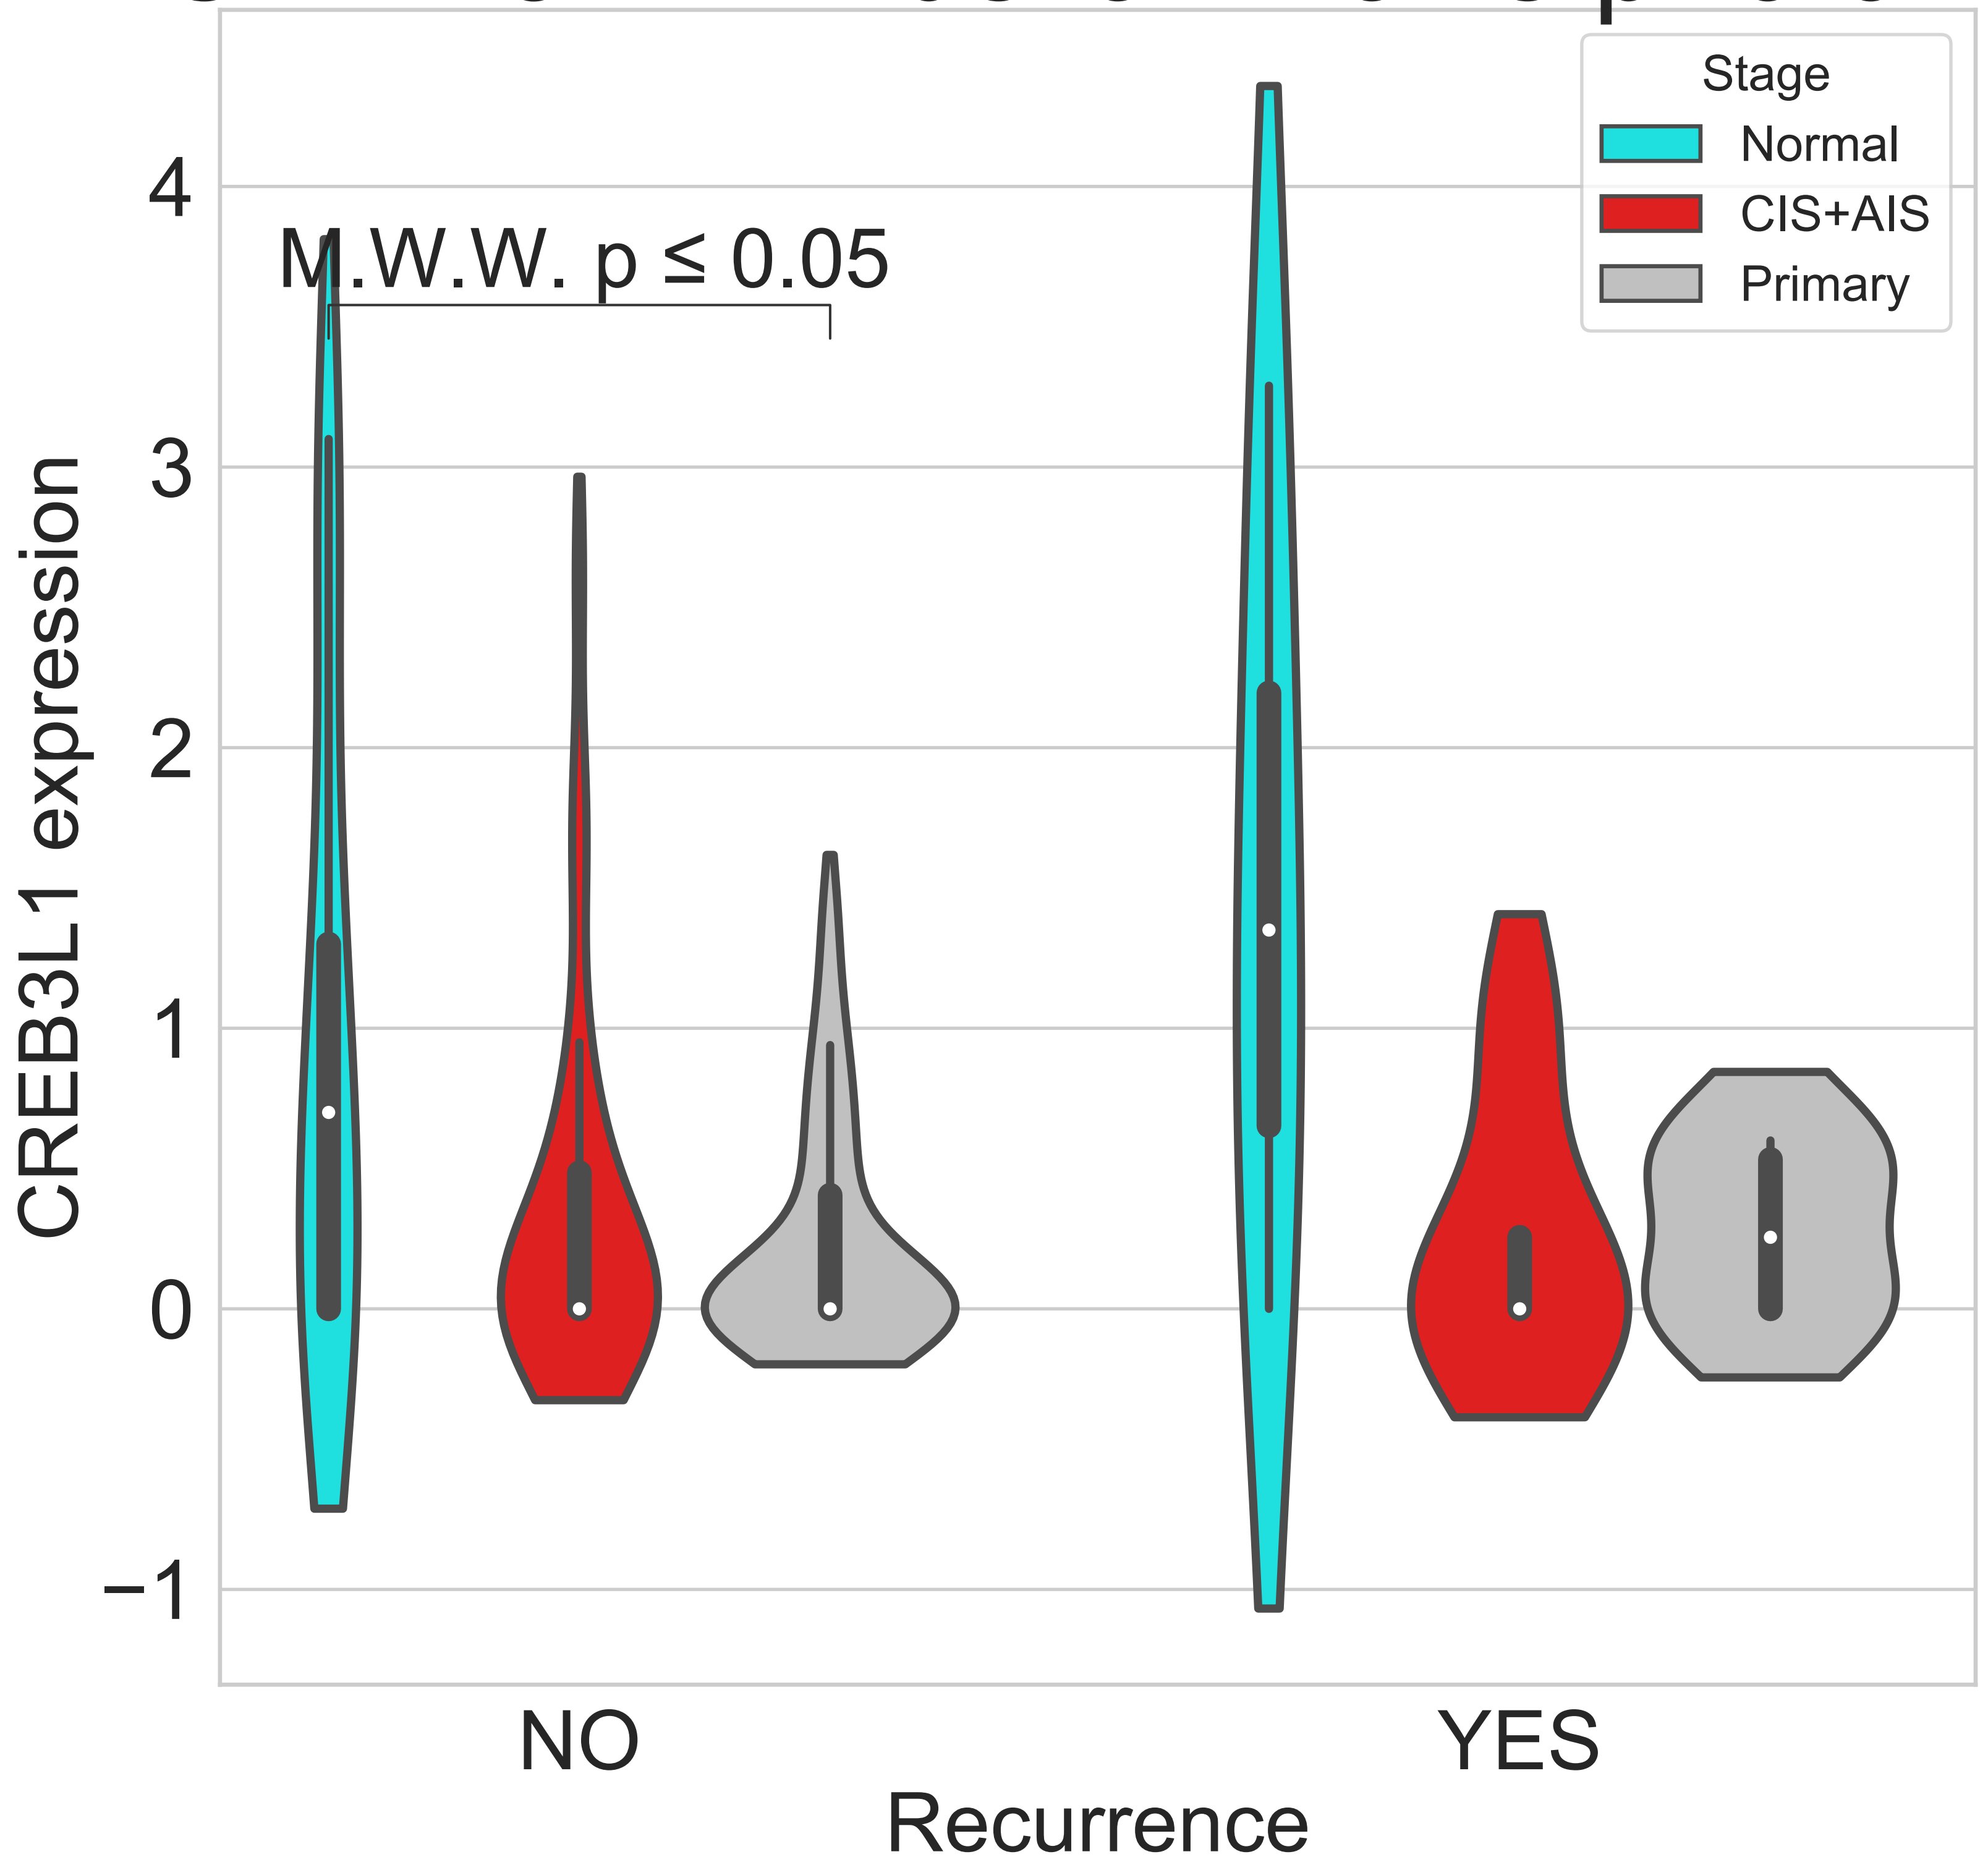 Stage
Normal
CIS+AIS
Primary
M.W.W. p ≤ 0.05
CREB3L1 expression
4
3
2
1
0
−1
NO
YES
Recurrence